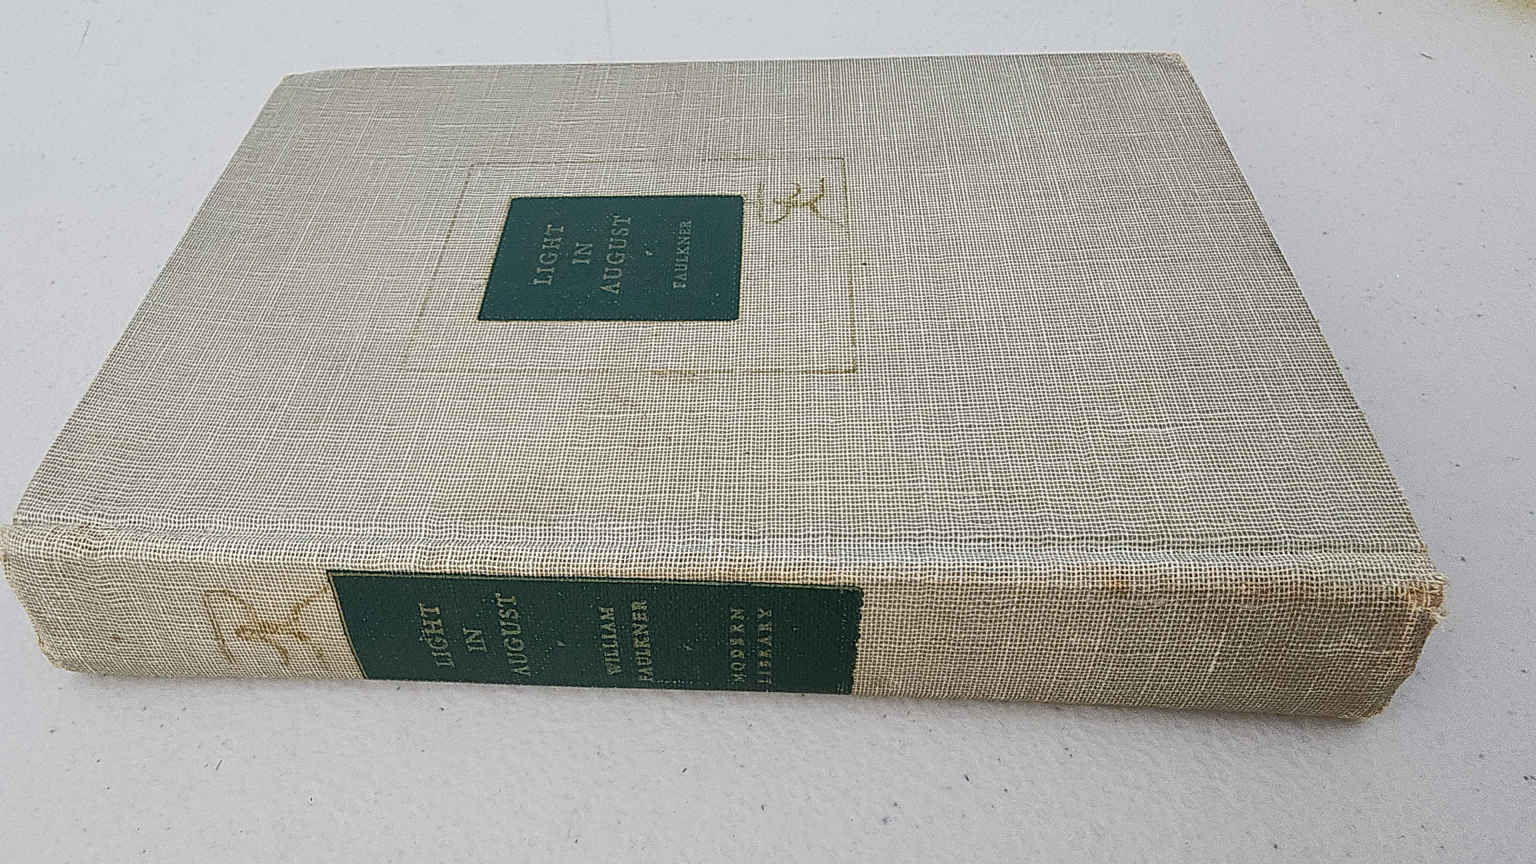 LIGHT
IN
AUGUST
FAULKNER
LIGHT
IN
AUGUST
WILLIAM
FAULKNER
MODERN
LIBRARY